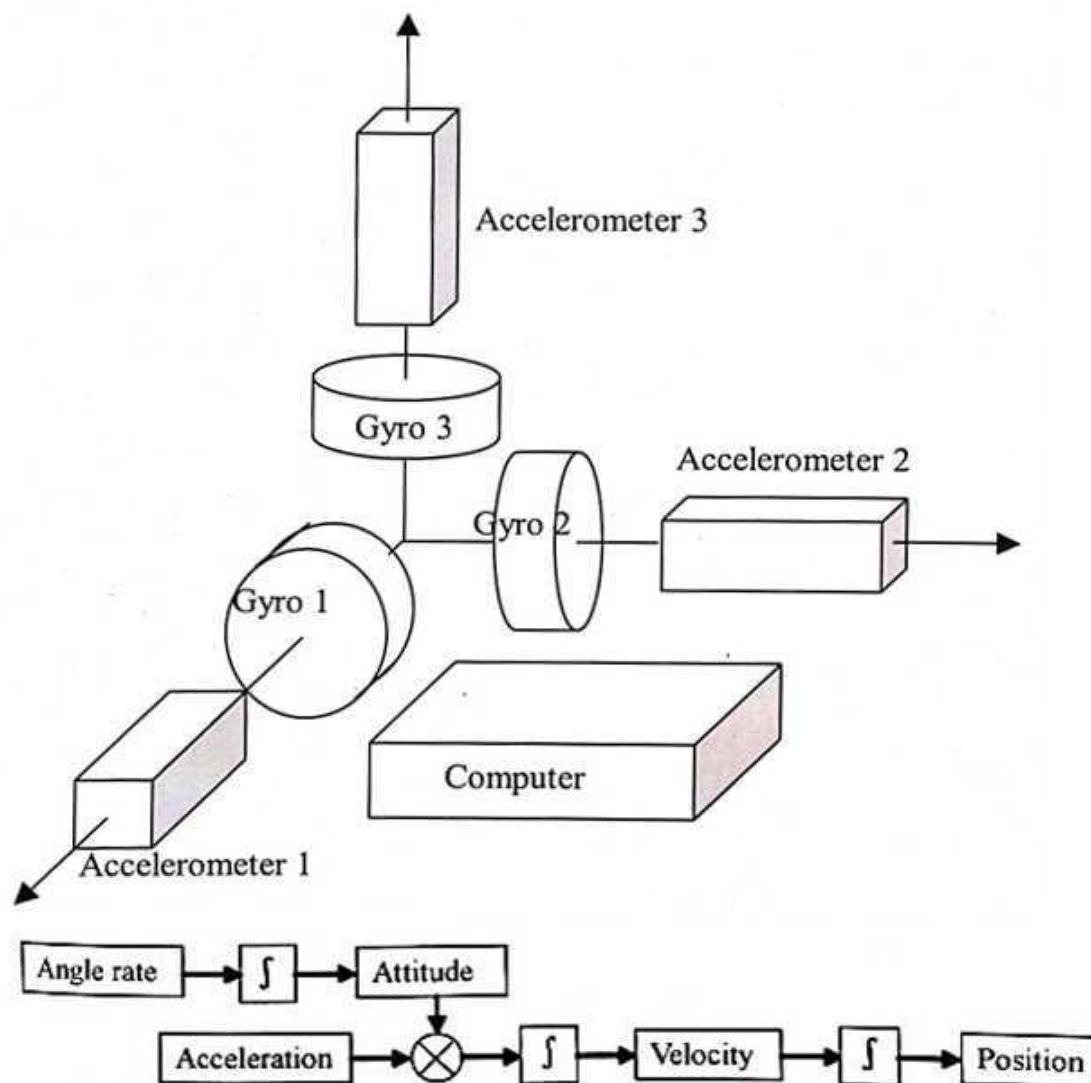 Accelerometer 3
Gyro 3
Accelerometer 2
Gyro 2
Gyro 1
Computer
Accelerometer 1
Angle rate
∫
Attitude
Acceleration
∫
Velocity
∫
Position